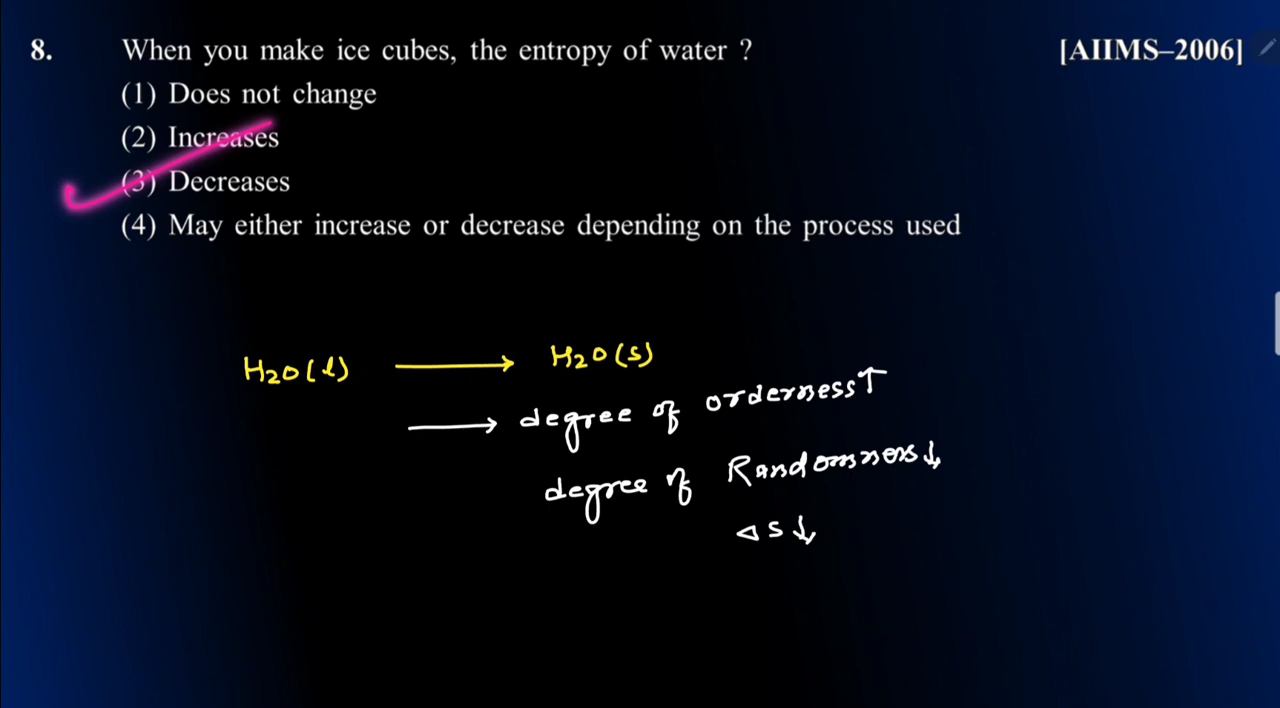 8. When you make ice cubes, the entropy of water ? [AIIMS–2006]
(1) Does not change
(2) Increases
(3) Decreases
(4) May either increase or decrease depending on the process used
H2O(l) → H2O(s)
→ degree of orderness↑
degree of Randomness↓
ΔS↓